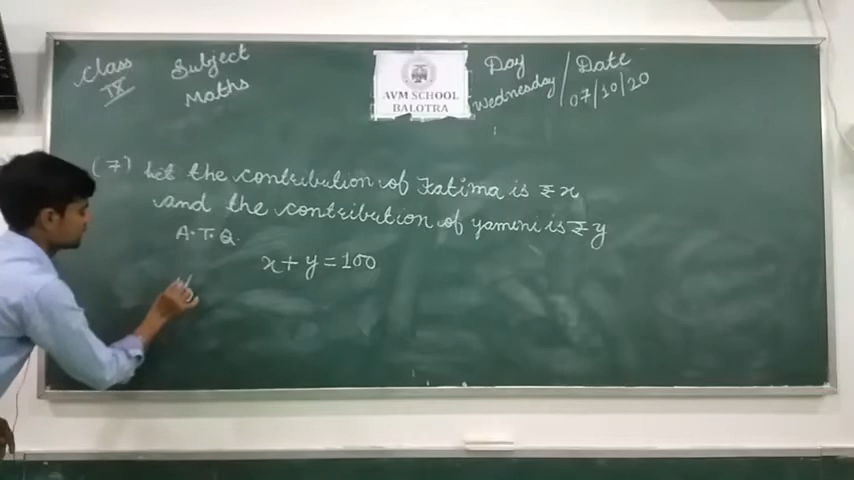 Class Subject
IX Maths
AVM SCHOOL
BALOTRA
Day / Date
Wednesday / 07/10/20
(7) Let the contribution of Fatima is ₹ x
and the contribution of yamini is ₹ y
A.T.Q.
x + y = 100